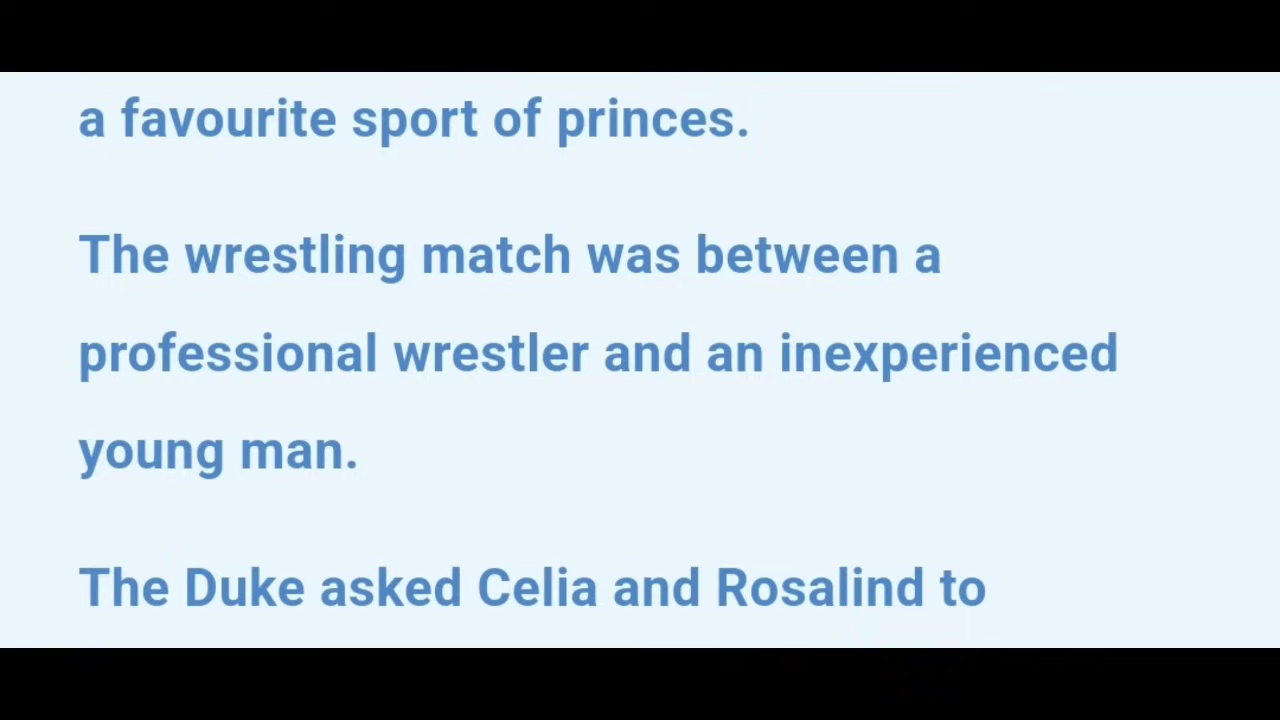 a favourite sport of princes.
The wrestling match was between a
professional wrestler and an inexperienced
young man.
The Duke asked Celia and Rosalind to